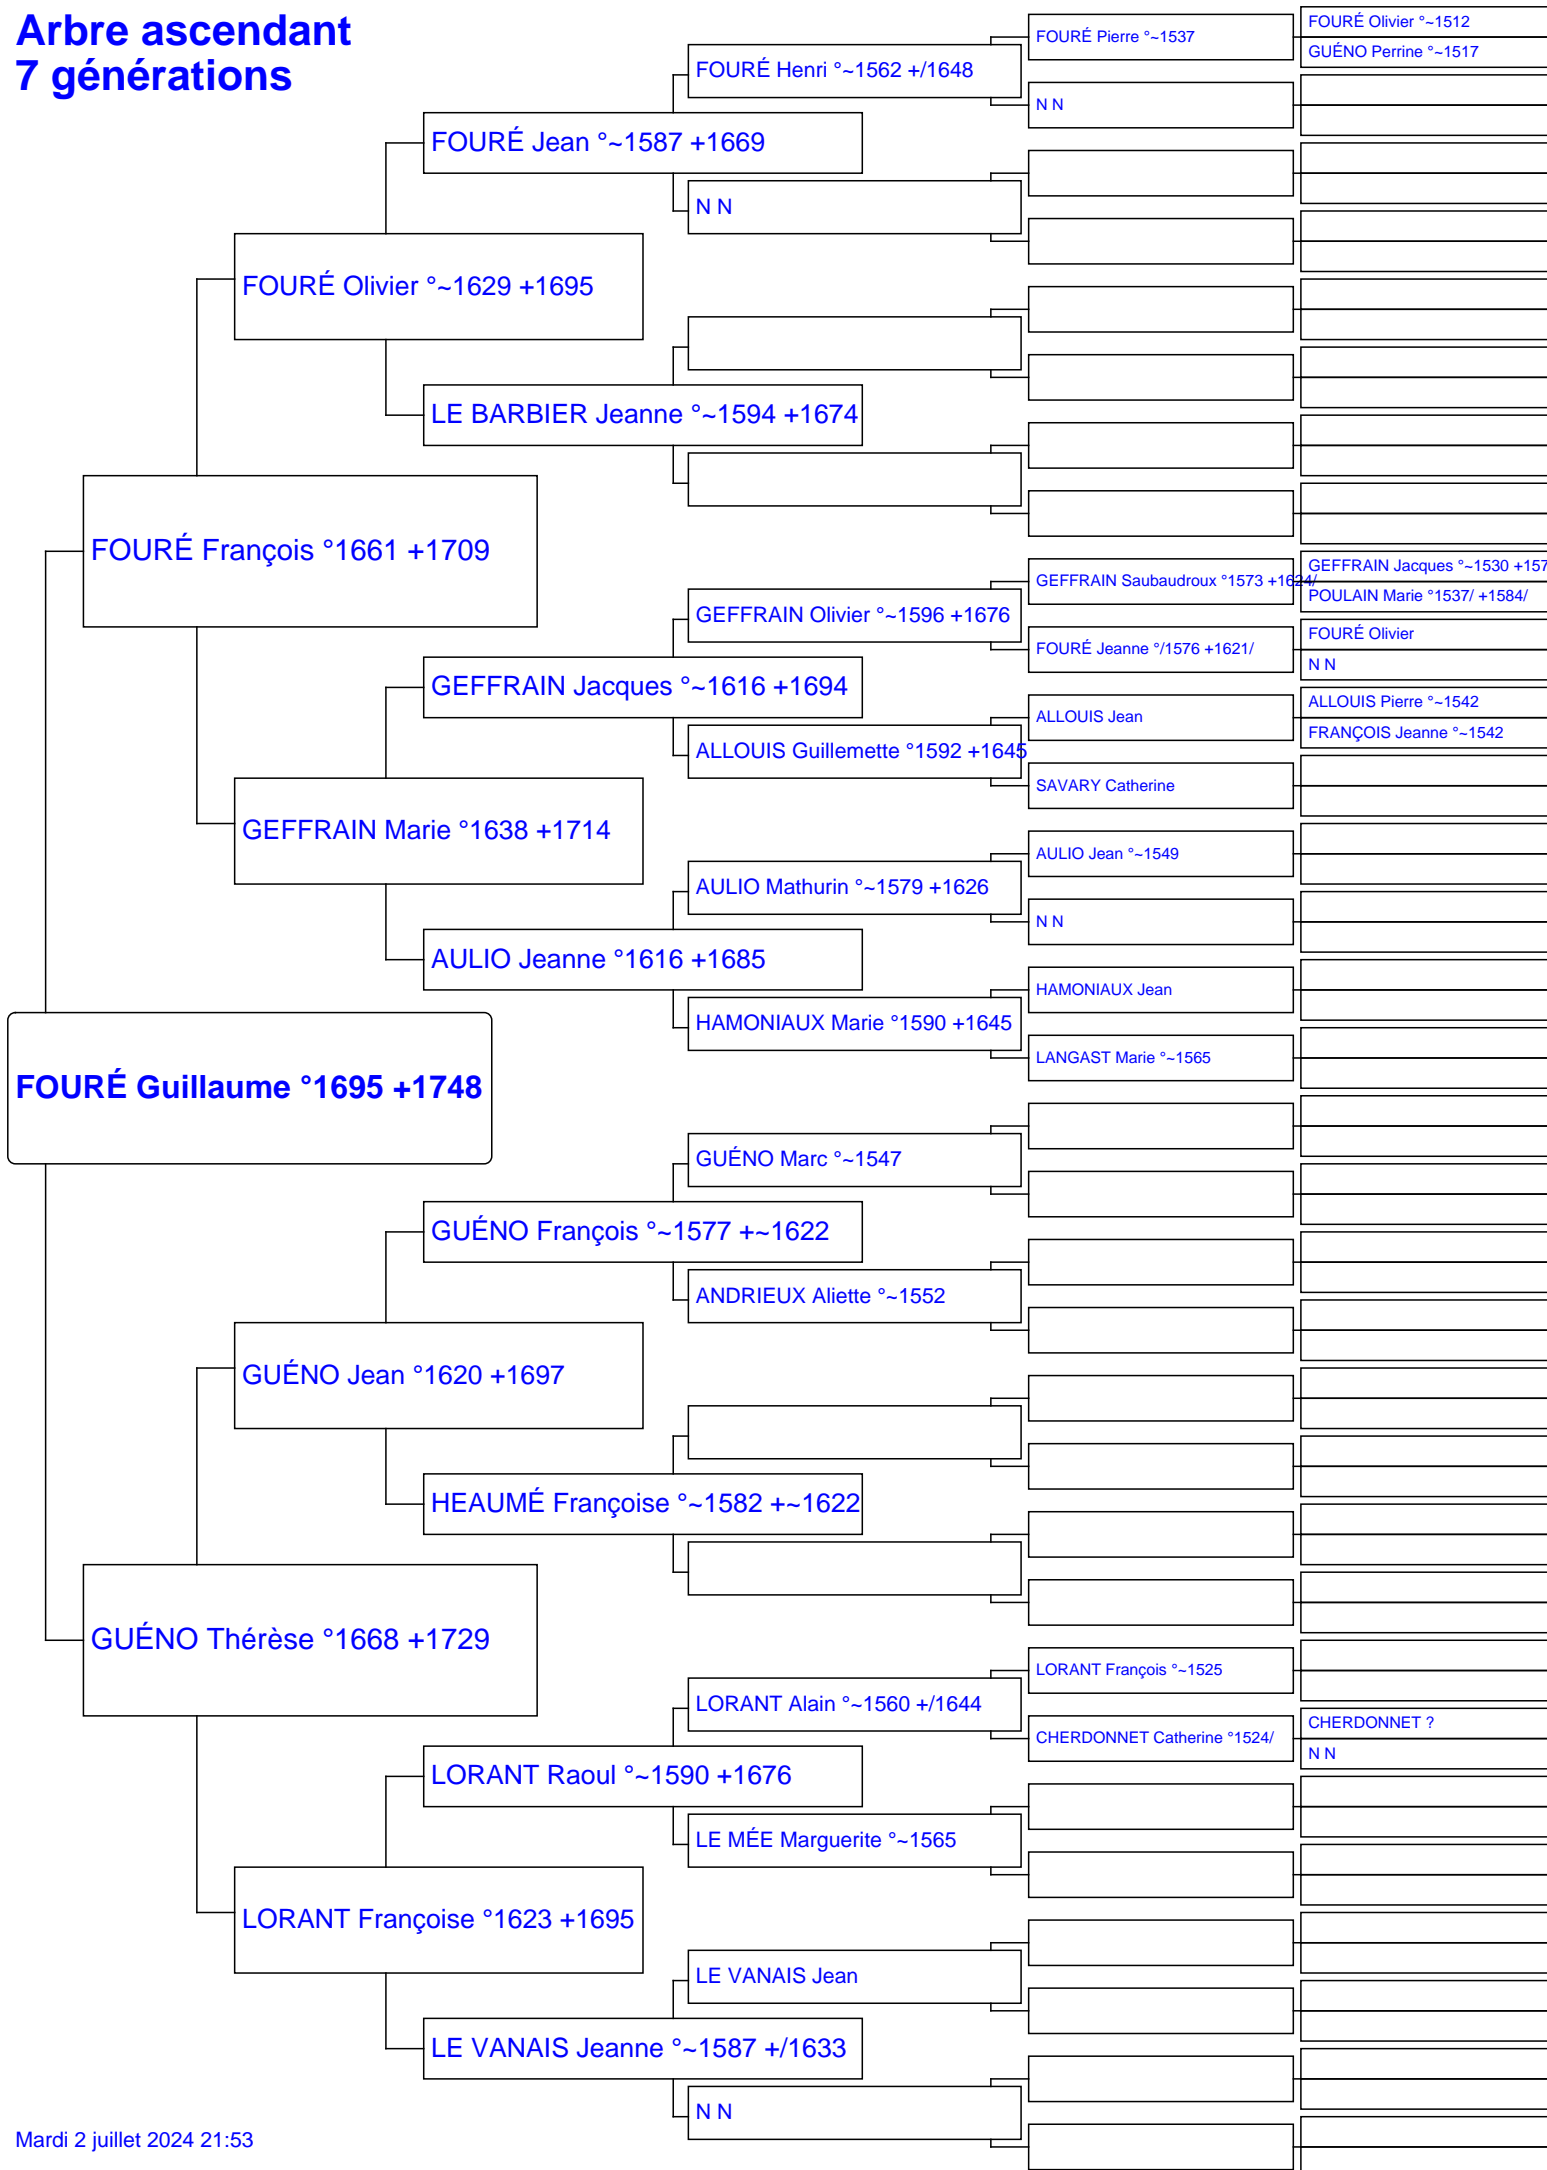 Arbre ascendant
7 générations
FOURÉ Guillaume °1695 +1748
FOURÉ François °1661 +1709
GUÉNO Thérèse °1668 +1729
FOURÉ Olivier °~1629 +1695
GEFFRAIN Marie °1638 +1714
GUÉNO Jean °1620 +1697
LORANT Françoise °1623 +1695
FOURÉ Jean °~1587 +1669
LE BARBIER Jeanne °~1594 +1674
GEFFRAIN Jacques °~1616 +1694
AULIO Jeanne °1616 +1685
GUÉNO François °~1577 +~1622
HEAUMÉ Françoise °~1582 +~1622
LORANT Raoul °~1590 +1676
LE VANAIS Jeanne °~1587 +/1633
FOURÉ Henri °~1562 +/1648
N N
GEFFRAIN Olivier °~1596 +1676
ALLOUIS Guillemette °1592 +1645
AULIO Mathurin °~1579 +1626
HAMONIAUX Marie °1590 +1645
GUÉNO Marc °~1547
ANDRIEUX Aliette °~1552
LORANT Alain °~1560 +/1644
LE MÉE Marguerite °~1565
LE VANAIS Jean
N N
FOURÉ Pierre °~1537
N N
GEFFRAIN Saubaudroux °1573 +1624/
FOURÉ Jeanne °/1576 +1621/
ALLOUIS Jean
SAVARY Catherine
AULIO Jean °~1549
N N
HAMONIAUX Jean
LANGAST Marie °~1565
LORANT François °~1525
CHERDONNET Catherine °1524/
FOURÉ Olivier °~1512
GUÉNO Perrine °~1517
GEFFRAIN Jacques °~1530 +157
POULAIN Marie °1537/ +1584/
FOURÉ Olivier
N N
ALLOUIS Pierre °~1542
FRANÇOIS Jeanne °~1542
CHERDONNET ?
N N
Mardi 2 juillet 2024 21:53